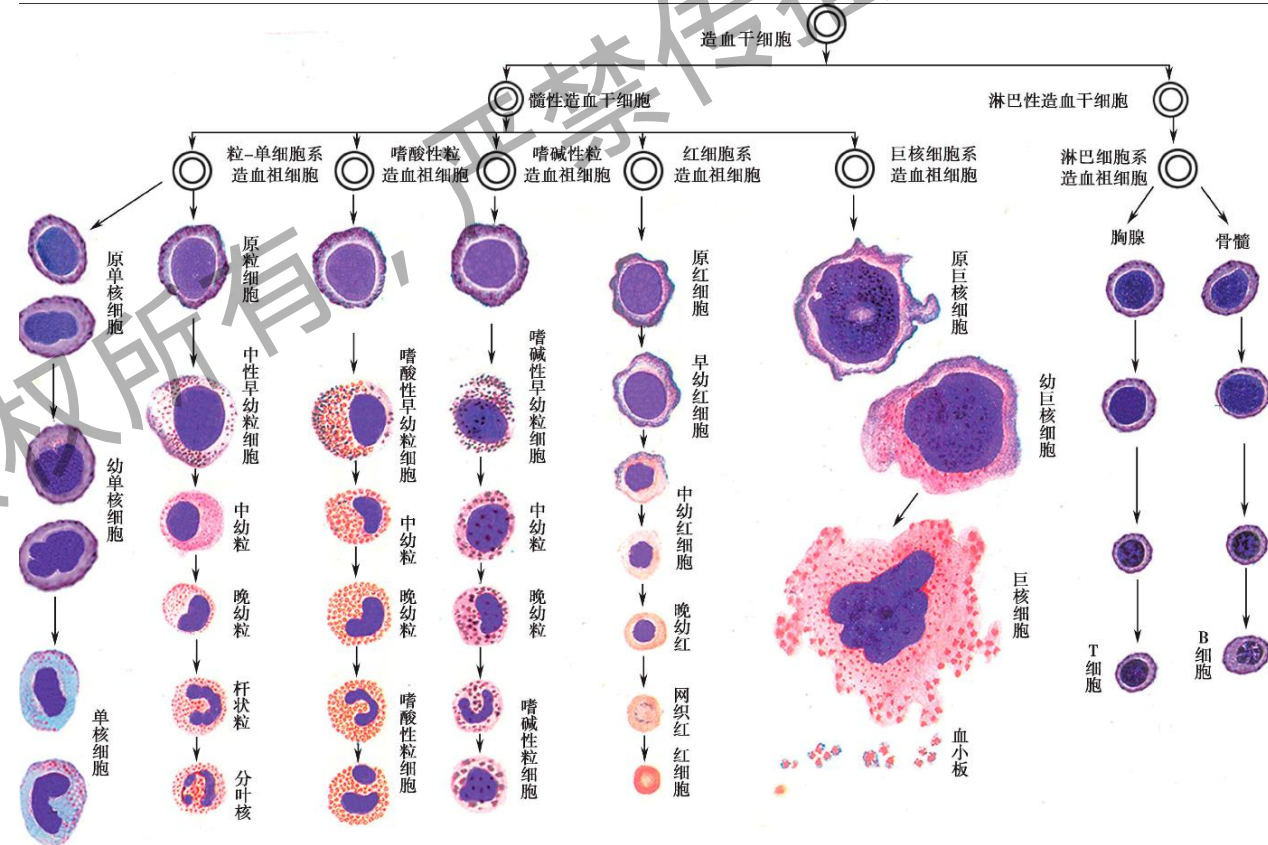 造血干细胞
髓性造血干细胞
淋巴性造血干细胞
粒-单细胞系
造血祖细胞
嗜酸性粒
造血祖细胞
嗜碱性粒
造血祖细胞
红细胞系
造血祖细胞
巨核细胞系
造血祖细胞
淋巴细胞系
造血祖细胞
胸腺
骨髓
原单核细胞
幼单核细胞
单核细胞
原粒细胞
中性早幼粒细胞
中幼粒
晚幼粒
杆状粒
分叶核
嗜酸性早幼粒细胞
中幼粒
晚幼粒
嗜酸性粒细胞
嗜碱性早幼粒细胞
中幼粒
晚幼粒
嗜碱性粒细胞
原红细胞
早幼红细胞
中幼红细胞
晚幼红
网织红
红细胞
原巨核细胞
幼巨核细胞
巨核细胞
血小板
T细胞
B细胞
权所有，严禁传